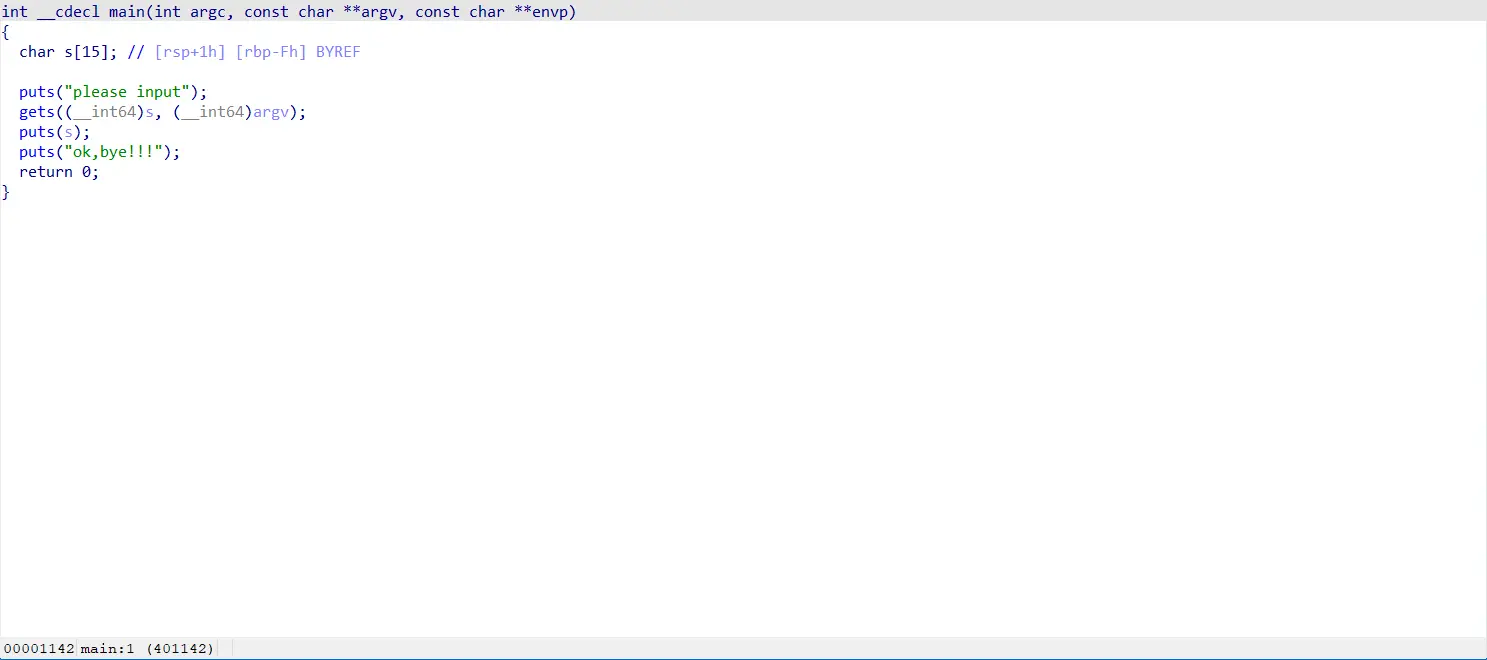 int __cdecl main(int argc, const char **argv, const char **envp)
{
  char s[15]; // [rsp+1h] [rbp-Fh] BYREF

  puts("please input");
  gets((__int64)s, (__int64)argv);
  puts(s);
  puts("ok,bye!!!");
  return 0;
}
00001142 main:1 (401142)